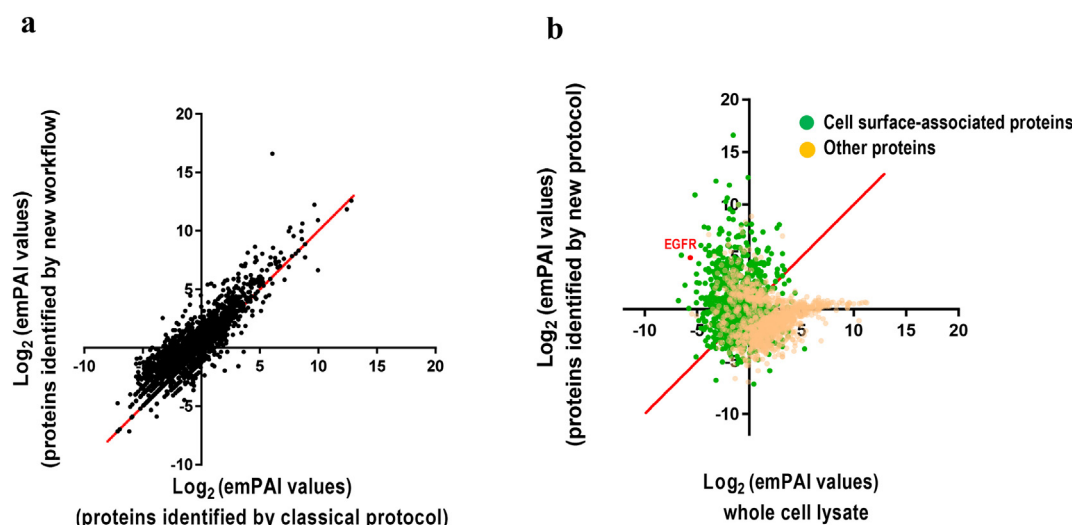 a
Log2 (emPAI values)
(proteins identified by new workflow)
20
15
10
5
-10
5
10
15
20
-5
-10
Log2 (emPAI values)
(proteins identified by classical protocol)
b
Log2 (emPAI values)
(proteins identified by new protocol)
20
15
10
Cell surface-associated proteins
Other proteins
EGFR
-10
-5
5
10
15
20
-5
-10
Log2 (emPAI values)
whole cell lysate